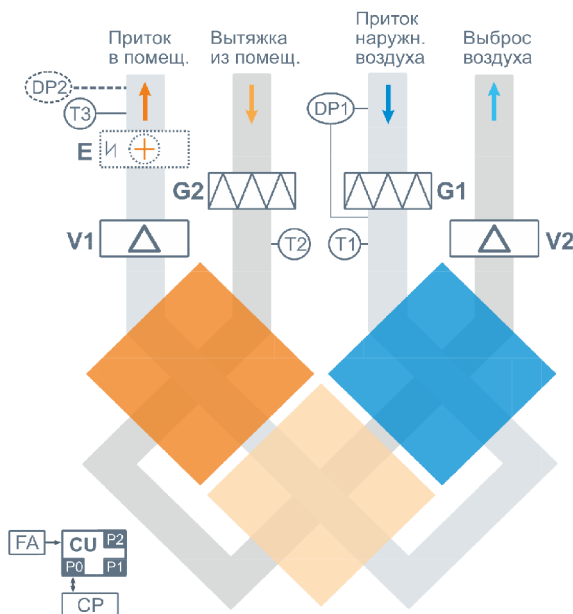 Приток
в помещ.
Вытяжка
из помещ.
Приток
наружн.
воздуха
Выброс
воздуха
DP2
T3
DP1
E
И
G2
G1
V1
T2
T1
V2
FA
CU
P2
P0
P1
CP